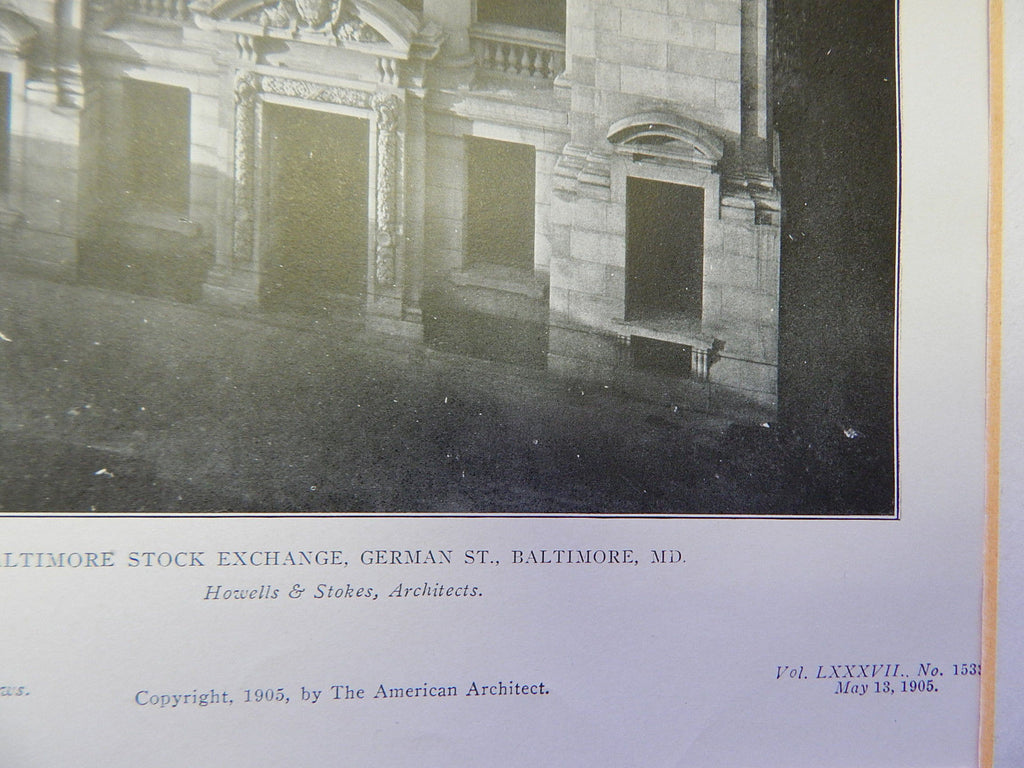 ALTIMORE STOCK EXCHANGE, GERMAN ST., BALTIMORE, MD.
Howells & Stokes, Architects.
Vol. LXXXVII.. No. 153
May 13, 1905.
ws.
Copyright, 1905, by The American Architect.